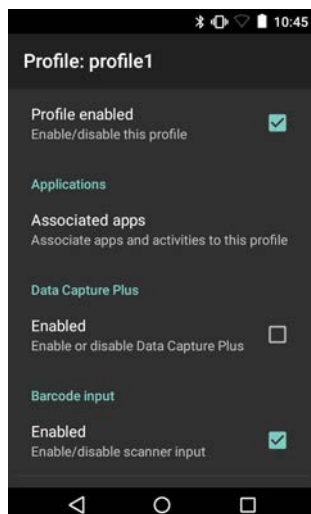 10:45
Profile: profile1
Profile enabled
Enable/disable this profile
Applications
Associated apps
Associate apps and activities to this profile
Data Capture Plus
Enabled
Enable or disable Data Capture Plus
Barcode input
Enabled
Enable/disable scanner input